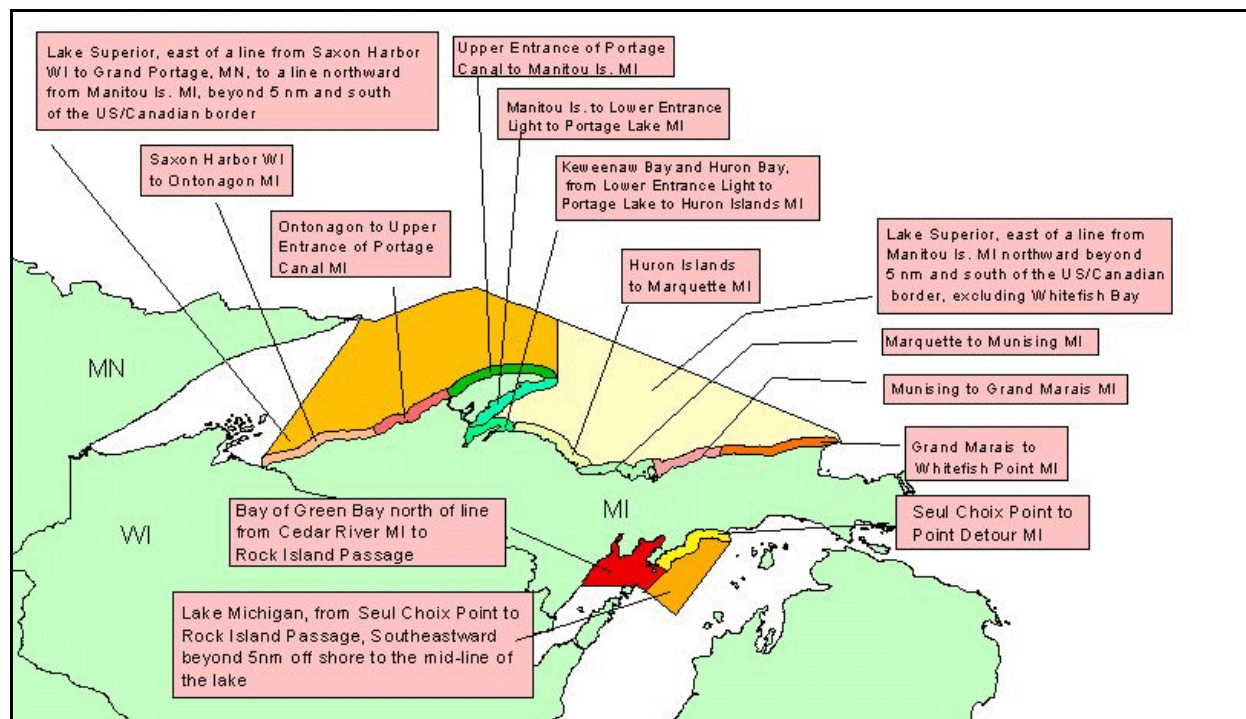 Lake Superior, east of a line from Saxon Harbor
WI to Grand Portage, MN, to a line northward
from Manitou Is. MI, beyond 5 nm and south
of the US/Canadian border
Upper Entrance of Portage
Canal to Manitou Is. MI
Manitou Is. to Lower Entrance
Light to Portage Lake MI
Saxon Harbor WI
to Ontonagon MI
Keweenaw Bay and Huron Bay,
from Lower Entrance Light to
Portage Lake to Huron Islands MI
Ontonagon to Upper
Entrance of Portage
Canal MI
Huron Islands
to Marquette MI
Lake Superior, east of a line from
Manitou Is. MI northward beyond
5 nm and south of the US/Canadian
border, excluding Whitefish Bay
Marquette to Munising MI
MN
Munising to Grand Marais MI
Grand Marais to
Whitefish Point MI
WI
MI
Bay of Green Bay north of line
from Cedar River MI to
Rock Island Passage
Seul Choix Point to
Point Detour MI
Lake Michigan, from Seul Choix Point to
Rock Island Passage, Southeastward
beyond 5nm off shore to the mid-line of
the lake